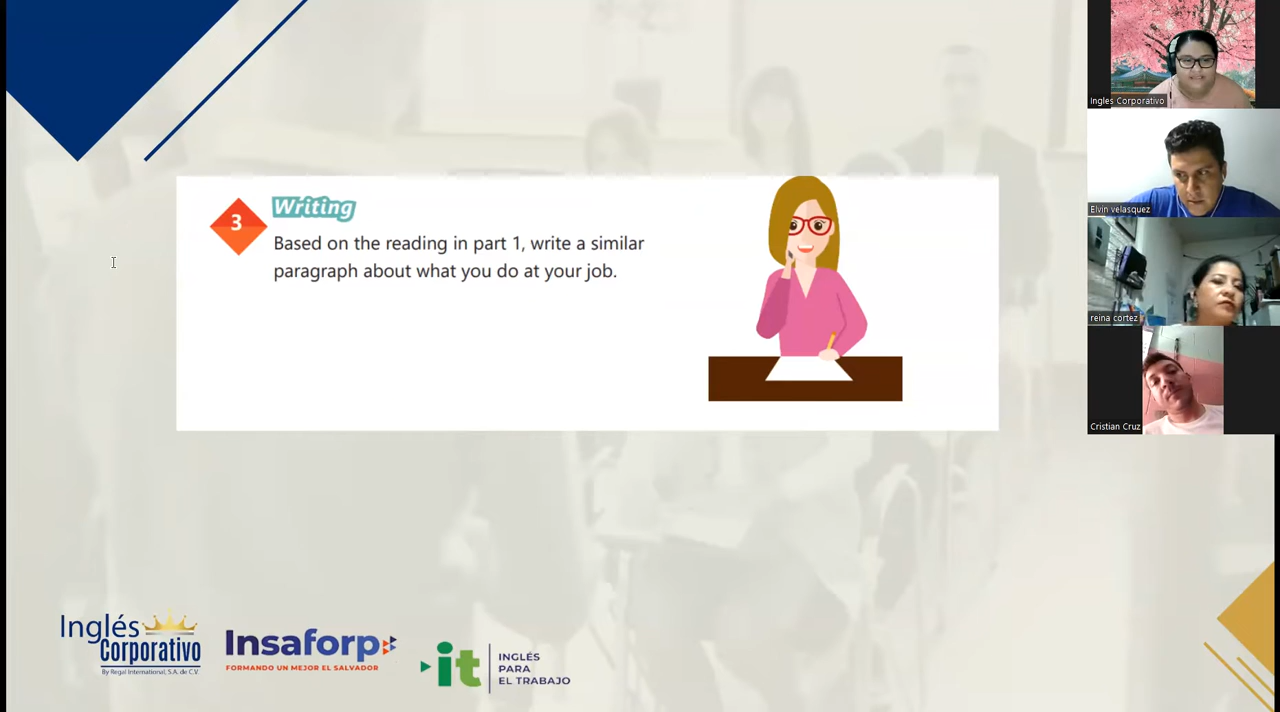 3
Writing
Based on the reading in part 1, write a similar
paragraph about what you do at your job.
Ingles Corporativo
Elvin velasquez
reina cortez
Cristian Cruz
Inglés
Corporativo
By Regal International, S.A. de C.V.
Insaforp
FORMANDO UN MEJOR EL SALVADOR
it
INGLÉS
PARA
EL TRABAJO